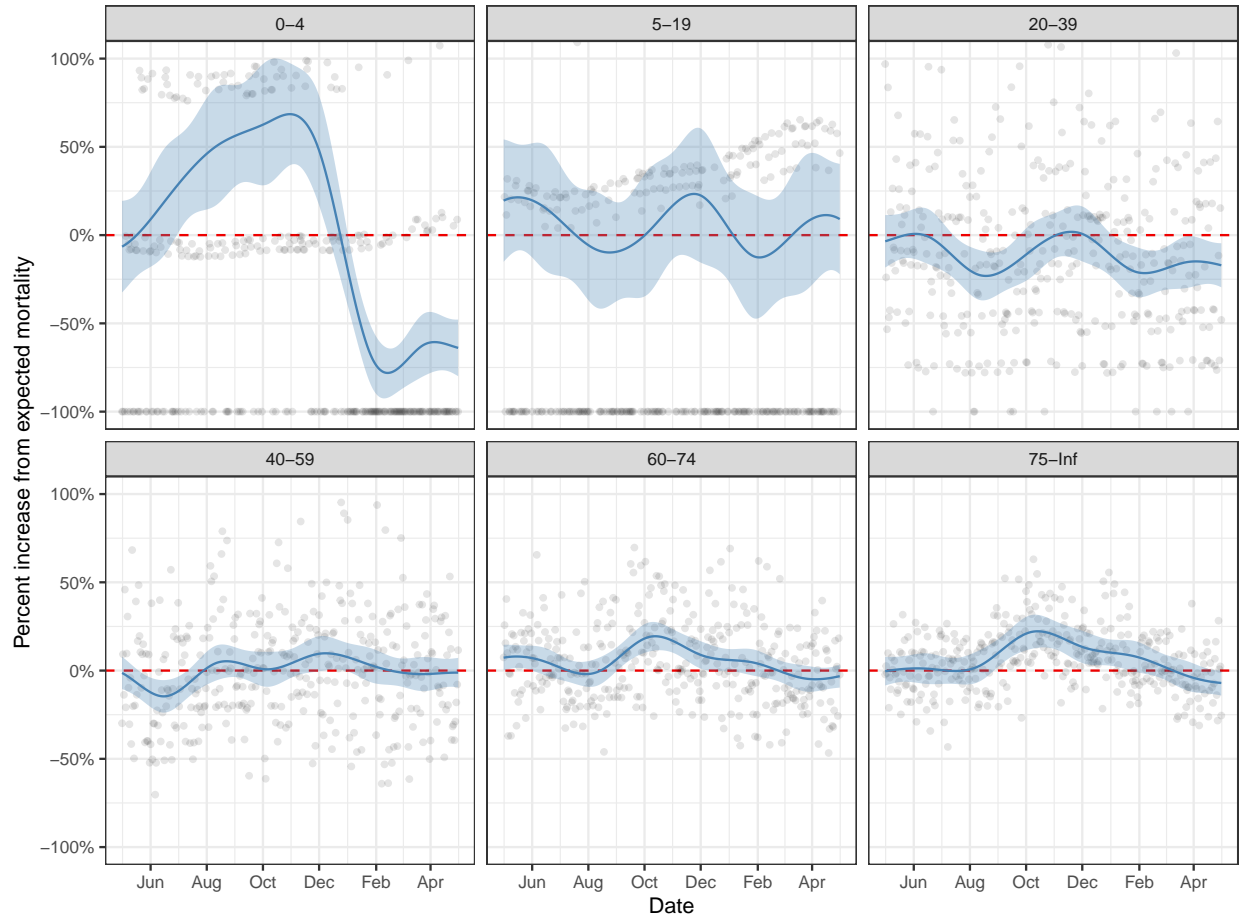 0−4
5−19
20−39
100%
50%
0%
−50%
−100%
40−59
60−74
75−Inf
100%
50%
0%
−50%
−100%
Jun Aug Oct Dec Feb Apr
Jun Aug Oct Dec Feb Apr
Jun Aug Oct Dec Feb Apr
Date
Percent increase from expected mortality